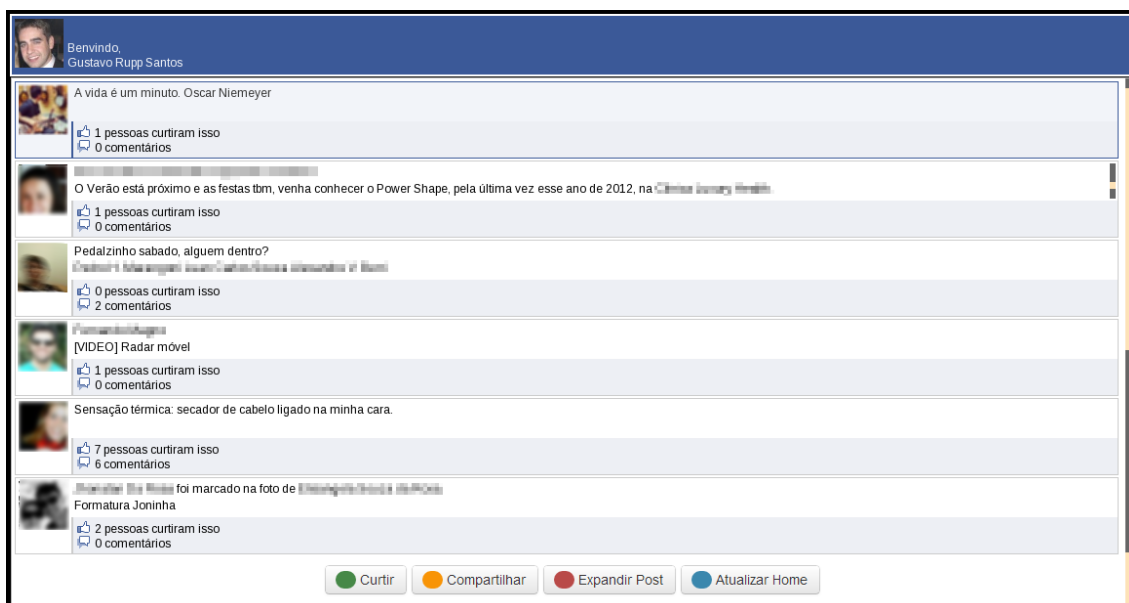 Benvindo,
Gustavo Rupp Santos
A vida é um minuto. Oscar Niemeyer
1 pessoas curtiram isso
0 comentários
O Verão está próximo e as festas tbm, venha conhecer o Power Shape, pela última vez esse ano de 2012, na
1 pessoas curtiram isso
0 comentários
Pedalzinho sabado, alguem dentro?
0 pessoas curtiram isso
2 comentários
[VIDEO] Radar móvel
1 pessoas curtiram isso
0 comentários
Sensação térmica: secador de cabelo ligado na minha cara.
7 pessoas curtiram isso
6 comentários
foi marcado na foto de
Formatura Joninha
2 pessoas curtiram isso
0 comentários
Curtir Compartilhar Expandir Post Atualizar Home